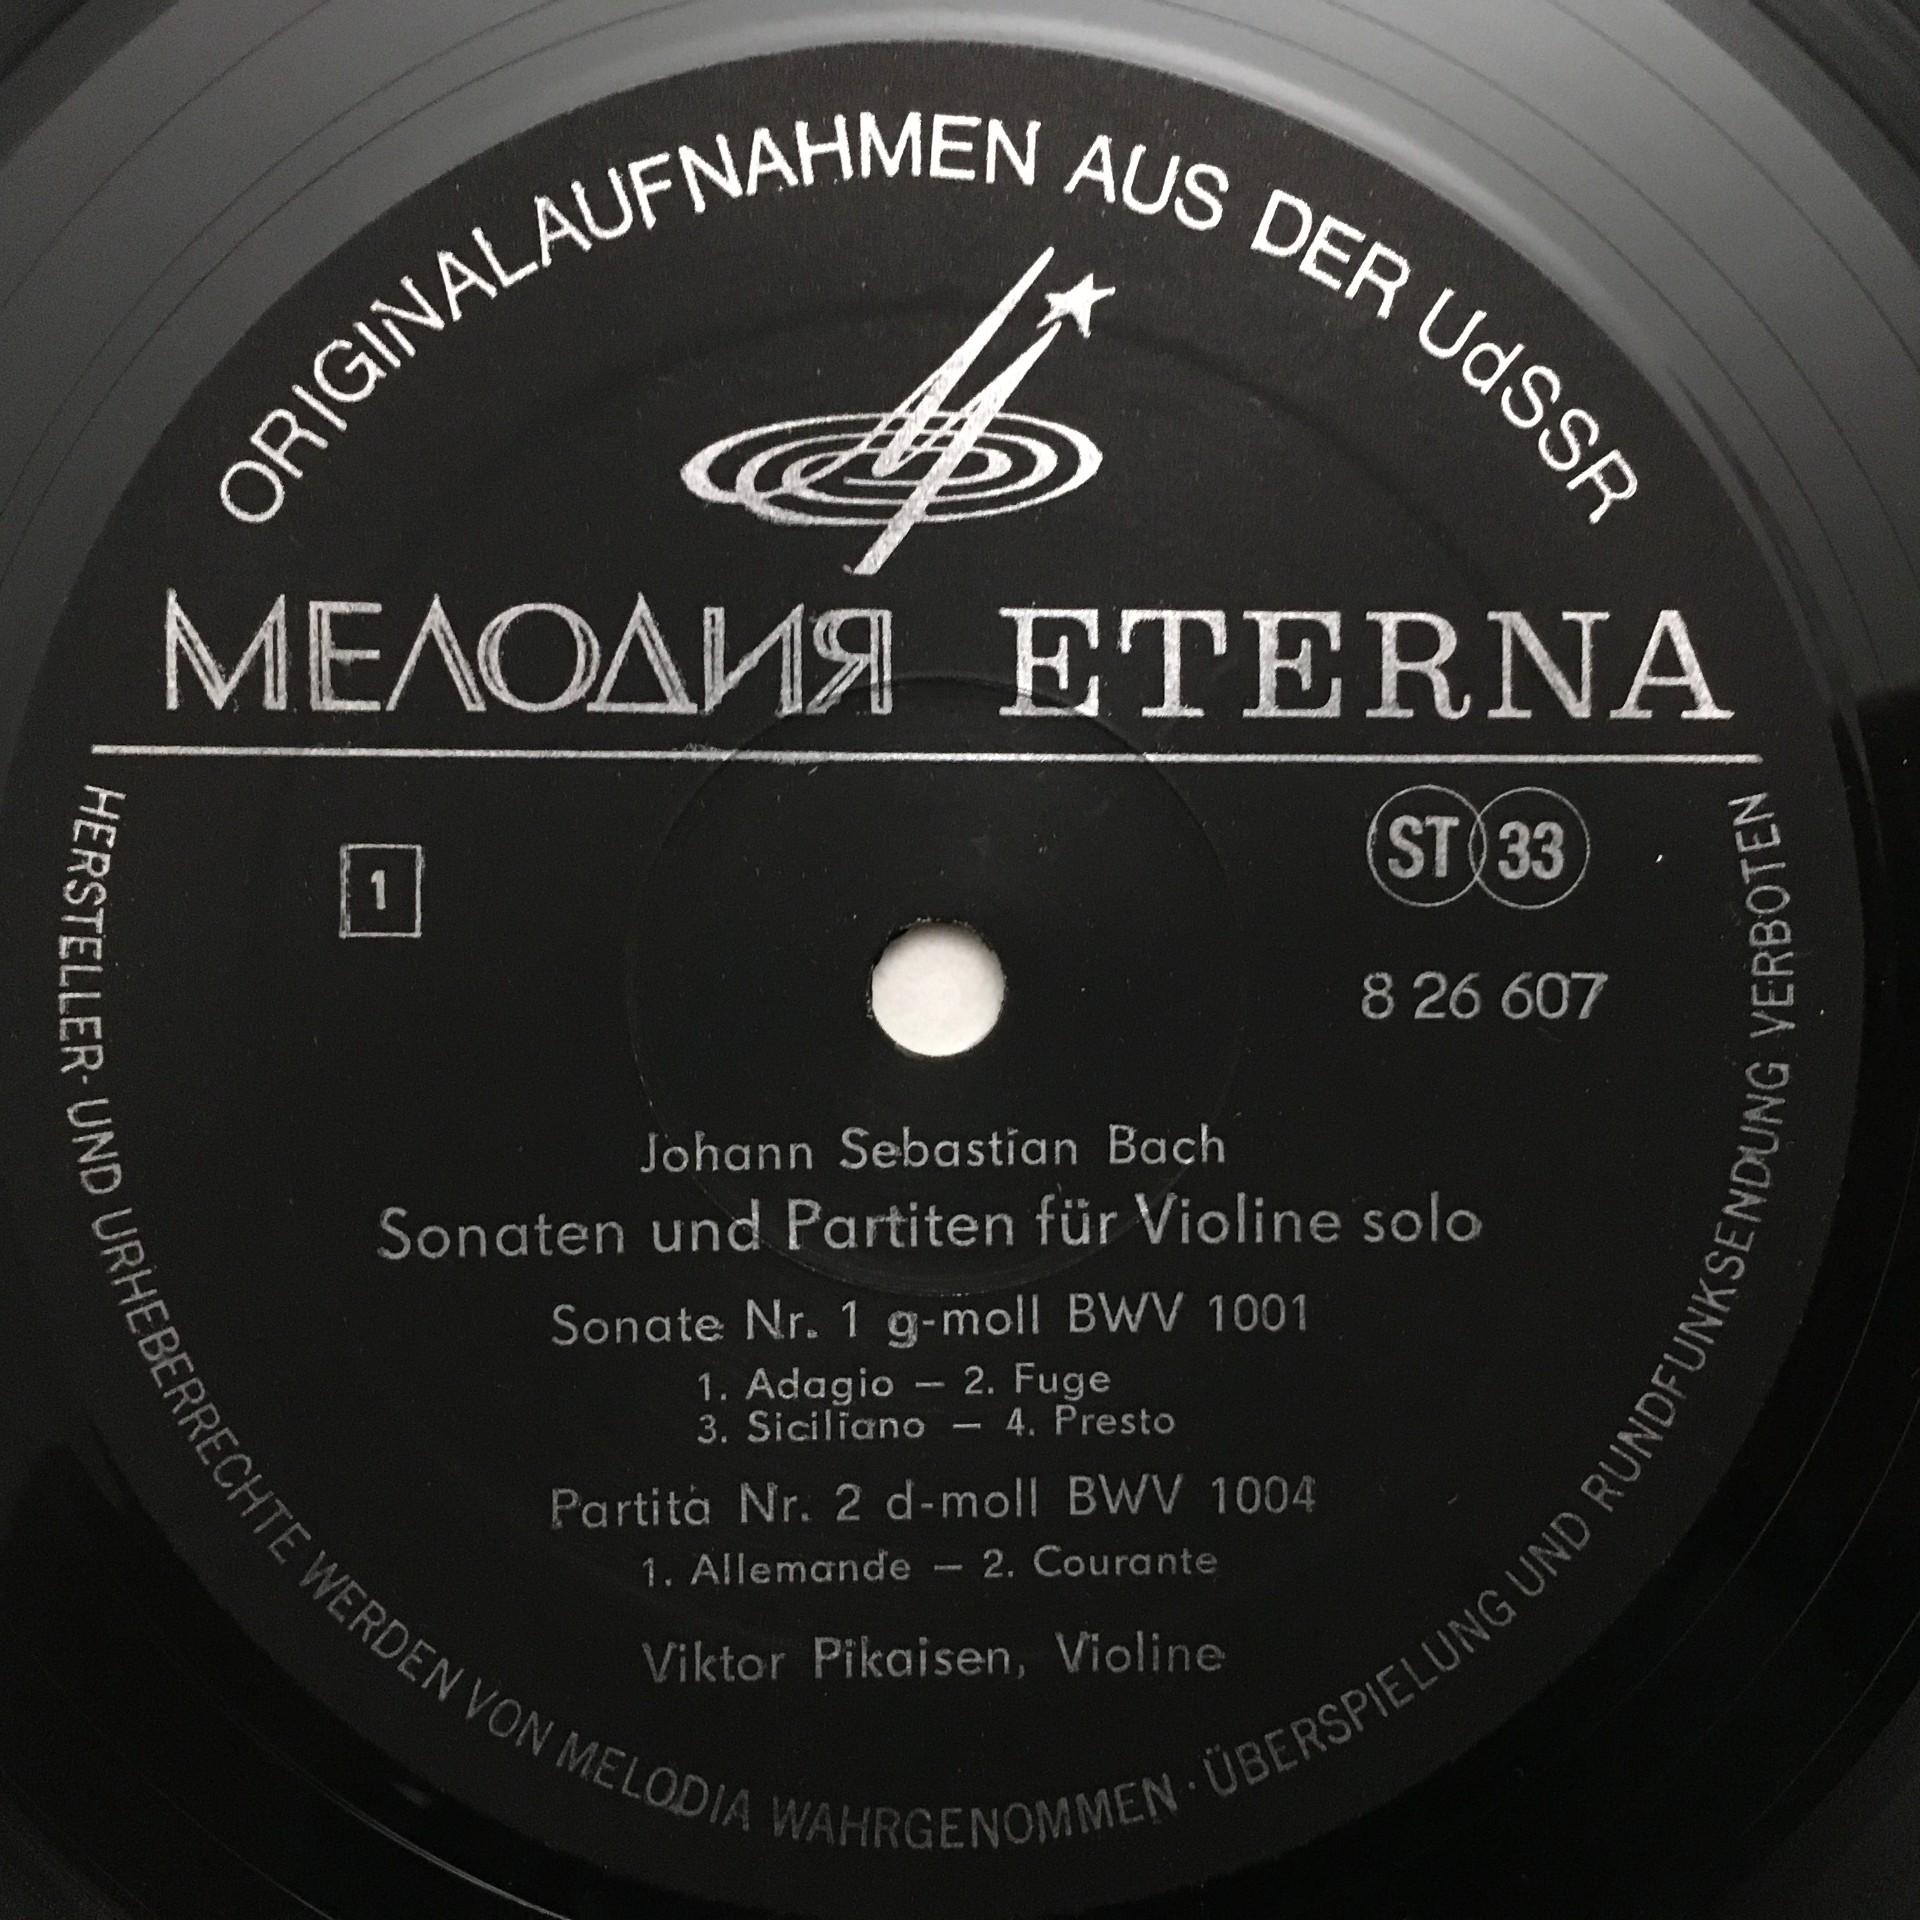 ORIGINALAUFNAHMEN AUS DER UdSSR
МЕЛОДИЯ ETERNA
1
ST 33
8 26 607
Johann Sebastian Bach
Sonaten und Partiten für Violine solo
Sonate Nr. 1 g-moll BWV 1001
1. Adagio — 2. Fuge
3. Siciliano — 4. Presto
Partita Nr. 2 d-moll BWV 1004
1. Allemande — 2. Courante
Viktor Pikaisen, Violine
HERSTELLER- UND URHEBERRECHTE WERDEN VON MELODIA WAHRGENOMMEN · ÜBERSPIELUNG UND RUNDFUNKSENDUNG VERBOTEN